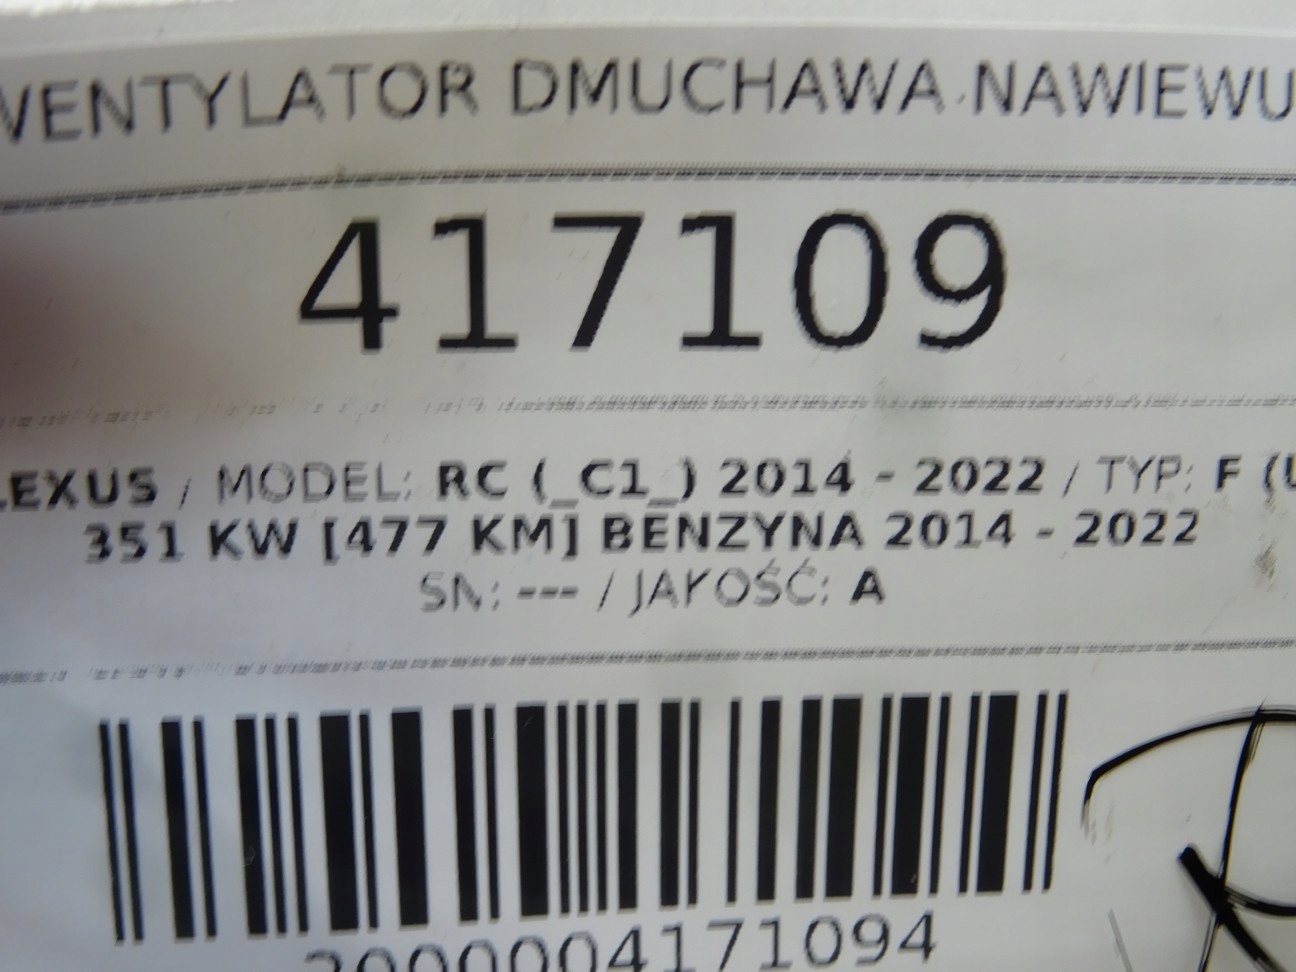 WENTYLATOR DMUCHAWA NAWIEWU
417109
LEXUS / MODEL: RC (_C1_) 2014 - 2022 / TYP: F (U
351 KW [477 KM] BENZYNA 2014 - 2022
SN: --- / JAKOŚĆ: A
2000004171094